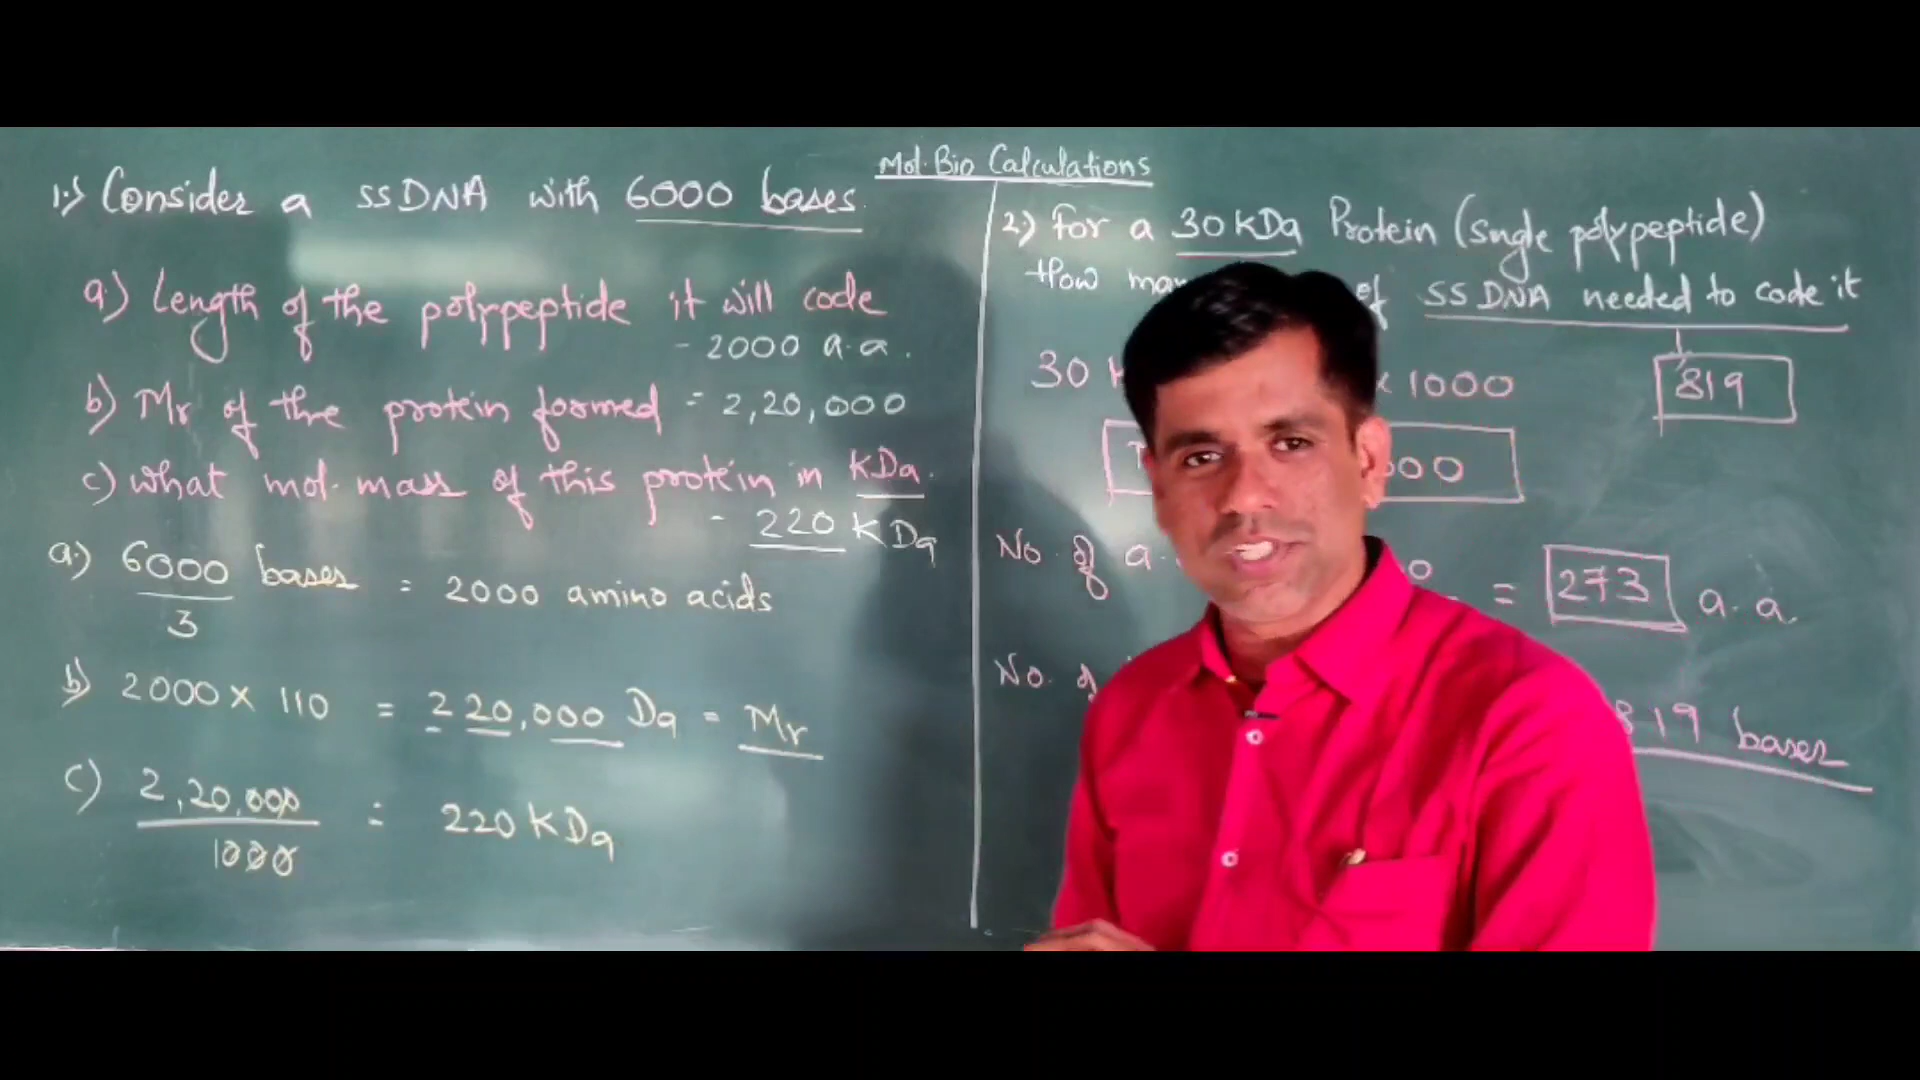 Mol. Bio Calculations
1.) Consider a ssDNA with 6000 bases.
a.) Length of the polypeptide it will code
- 2000 a.a.
b) Mr of the protein formed = 2,20,000
c) what mol. mass of this protein in KDa.
- 220 KDa
a.) 6000 bases = 2000 amino acids
3
b) 2000 x 110 = 220,000 Da = Mr
c) 2,20,000 = 220 KDa
1000
2.) For a 30 KDa Protein (single polypeptide)
How of SS DNA needed to code it
30 x 1000
819
No. of a. = 273 a.a.
No. 819 bases